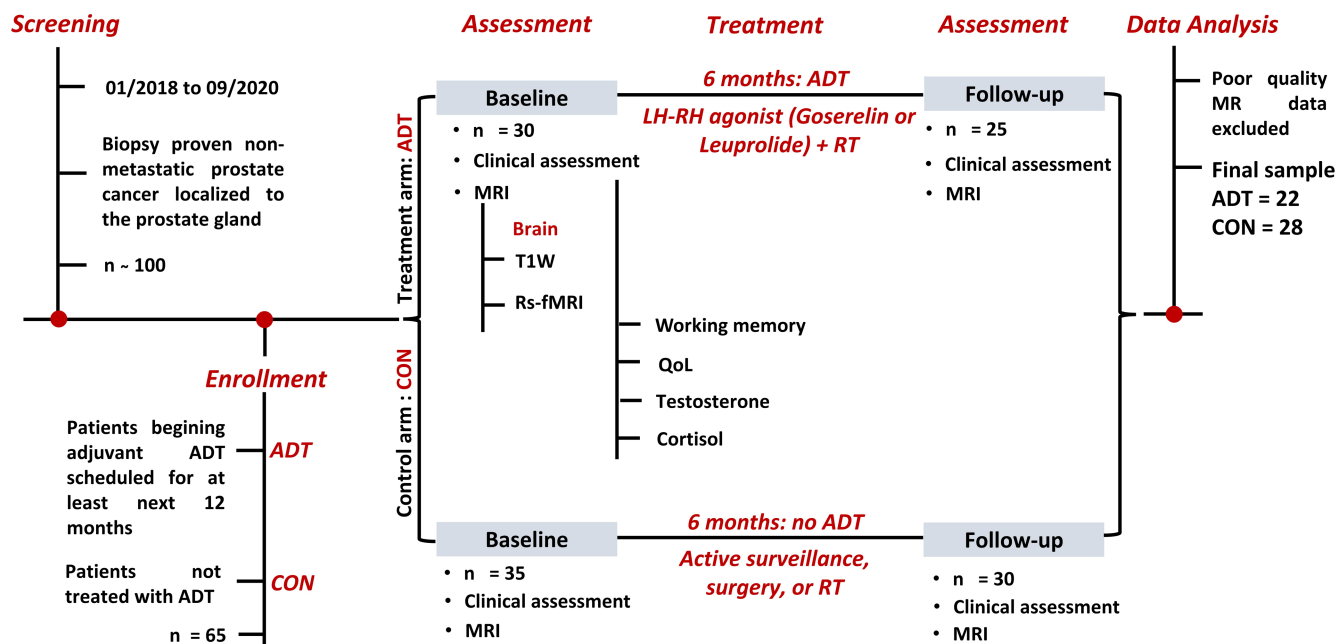 Screening
01/2018 to 09/2020
Biopsy proven non-
metastatic prostate
cancer localized to
the prostate gland
n ~ 100
Enrollment
Patients begining
adjuvant ADT
scheduled for at
least next 12
months
ADT
Patients not
treated with ADT
CON
n = 65
Treatment arm: ADT
Control arm : CON
Assessment
Baseline
• n = 30
• Clinical assessment
• MRI
Brain
T1W
Rs-fMRI
Working memory
QoL
Testosterone
Cortisol
Baseline
• n = 35
• Clinical assessment
• MRI
Treatment
6 months: ADT
LH-RH agonist (Goserelin or
Leuprolide) + RT
6 months: no ADT
Active surveillance,
surgery, or RT
Assessment
Follow-up
• n = 25
• Clinical assessment
• MRI
Follow-up
• n = 30
• Clinical assessment
• MRI
Data Analysis
Poor quality
MR data
excluded
Final sample
ADT = 22
CON = 28